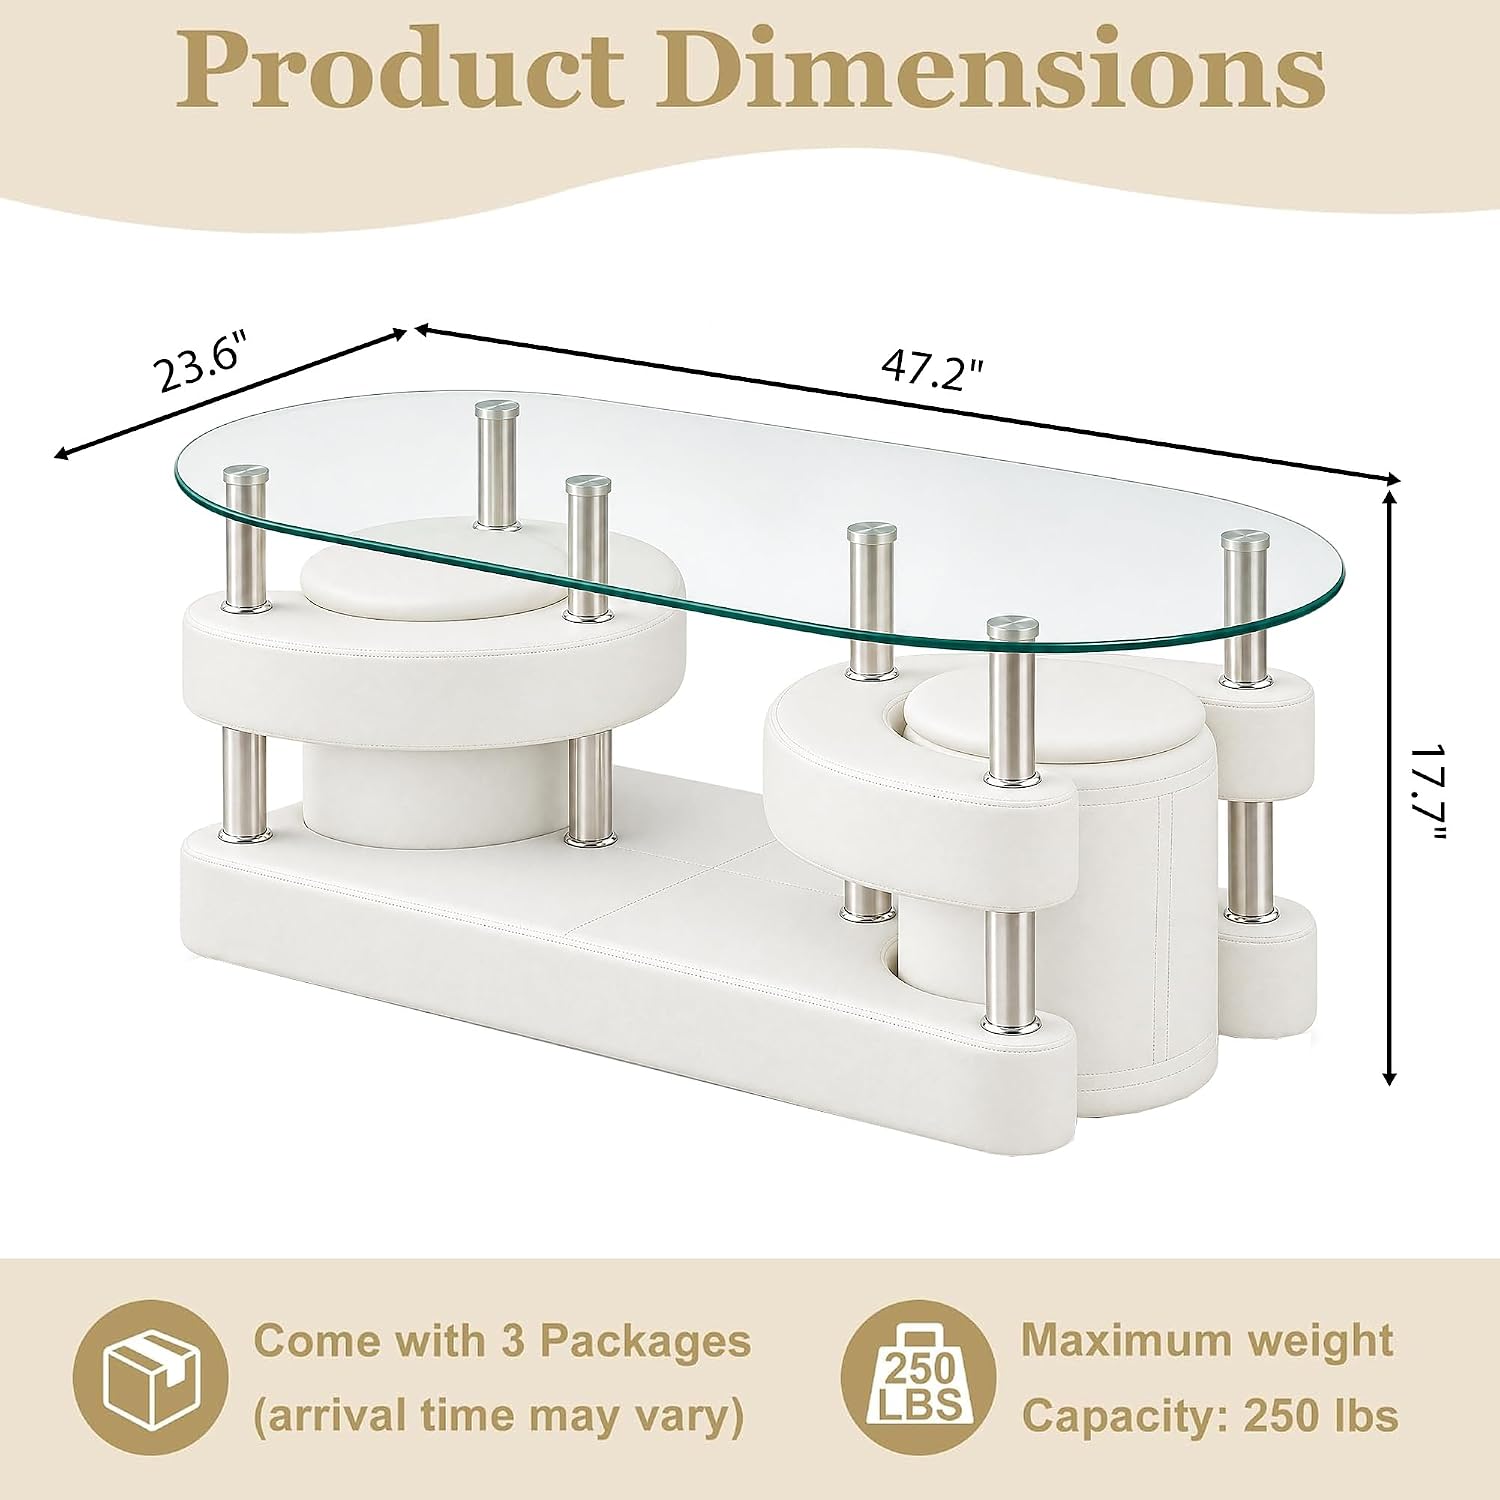 Product Dimensions
23.6"
47.2"
17.7"
Come with 3 Packages
(arrival time may vary)
250
LBS
Maximum weight
Capacity: 250 lbs